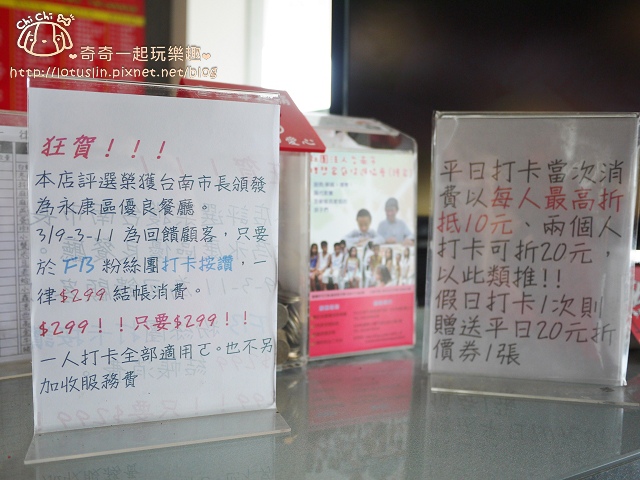 Chi Chi
奇奇一起玩樂趣
http://lotuslin.pixnet.net/blog
狂賀!!!
本店評選榮獲台南市長頒發
為永康區優良餐廳。
3/9-3-11 為回饋顧客，只要
於 FB 粉絲團打卡按讚，一
律$299 結帳消費。
$299!!只要$299!!
一人打卡全部適用ㄛ。也不另
加收服務費
愛心
平日打卡當次消
費以每人最高折
抵10元、兩個人
打卡可折20元，
以此類推!!
假日打卡1次則
贈送平日20元折
價券1張